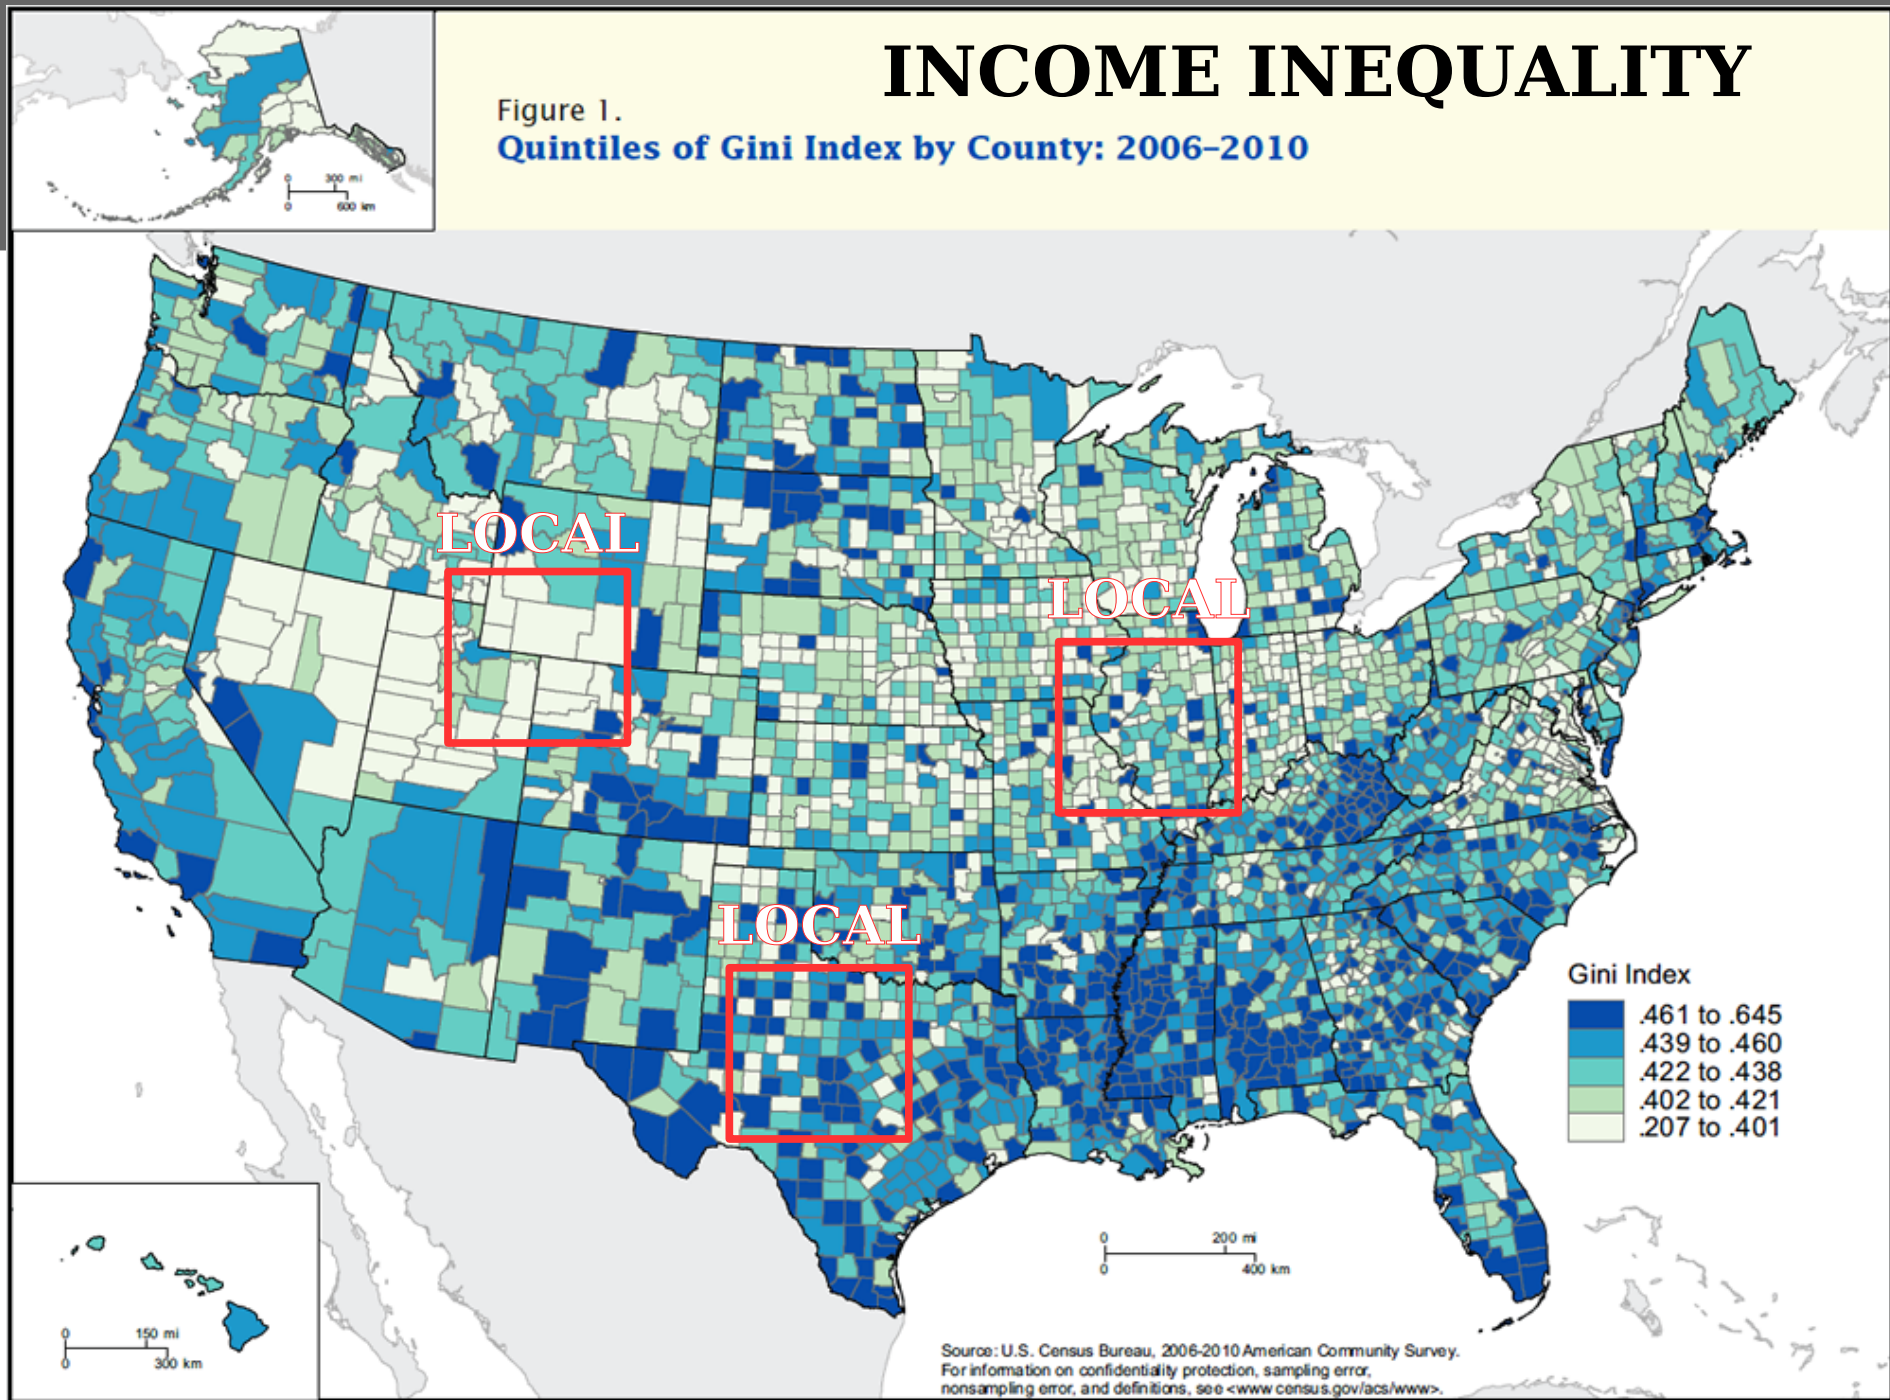 INCOME INEQUALITY
Figure 1.
Quintiles of Gini Index by County: 2006–2010
0 300 mi
0 600 km
LOCAL
LOCAL
LOCAL
Gini Index
.461 to .645
.439 to .460
.422 to .438
.402 to .421
.207 to .401
0 200 mi
0 400 km
0 150 mi
0 300 km
Source: U.S. Census Bureau, 2006-2010 American Community Survey.
For information on confidentiality protection, sampling error,
nonsampling error, and definitions, see <www.census.gov/acs/www>.